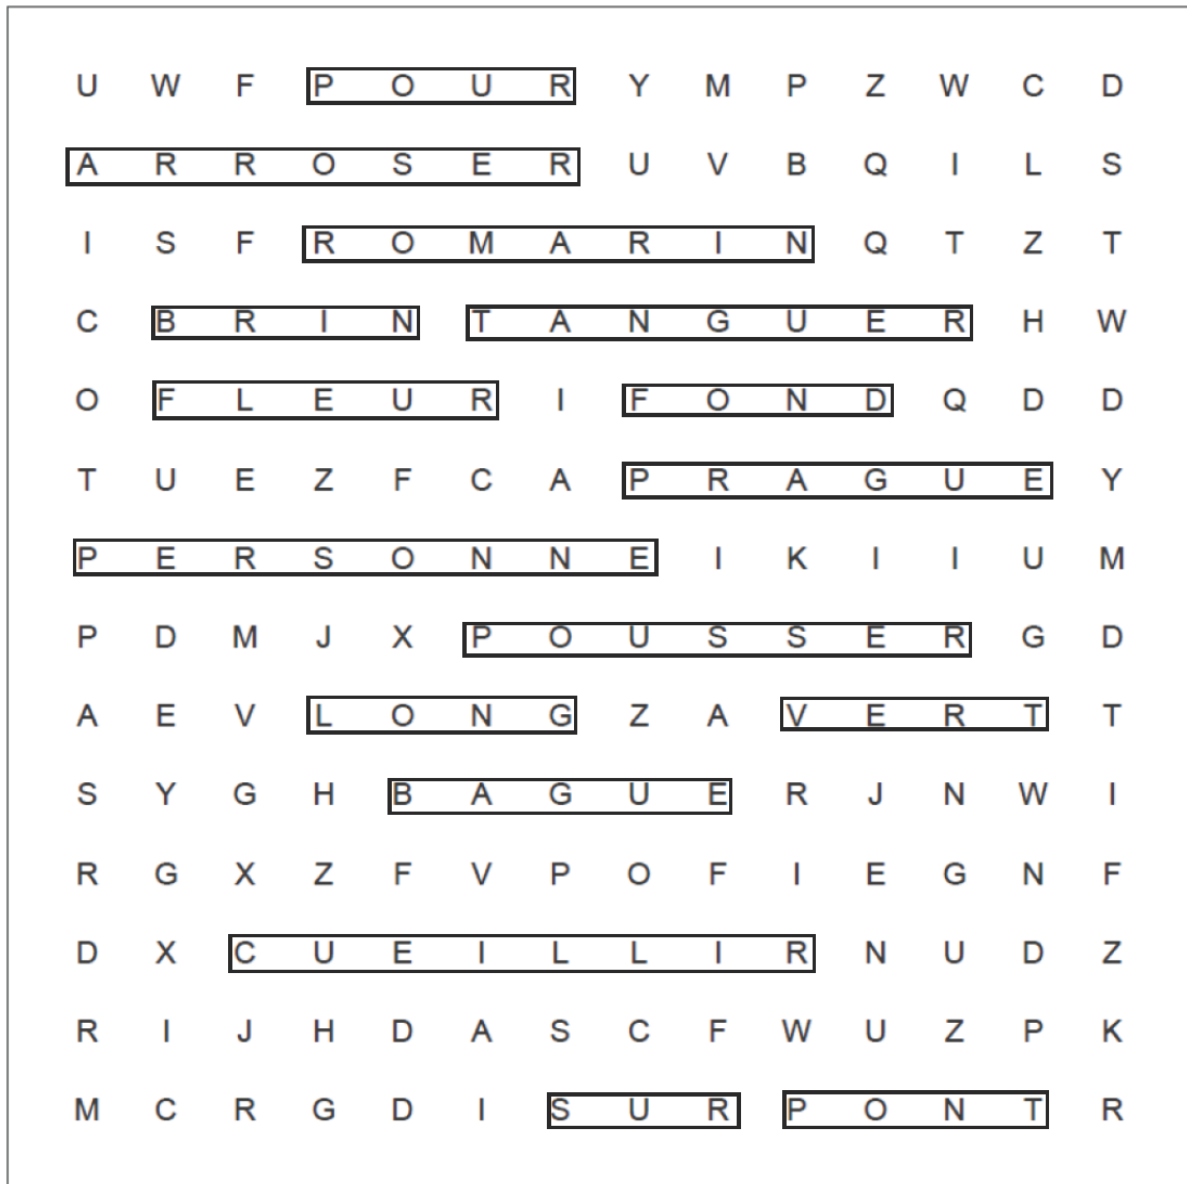 U W F P O U R Y M P Z W C D
A R R O S E R U V B Q I L S
I S F R O M A R I N Q T Z T
C B R I N T A N G U E R H W
O F L E U R I F O N D Q D D
T U E Z F C A P R A G U E Y
P E R S O N N E I K I I U M
P D M J X P O U S S E R G D
A E V L O N G Z A V E R T T
S Y G H B A G U E R J N W I
R G X Z F V P O F I E G N F
D X C U E I L L I R N U D Z
R I J H D A S C F W U Z P K
M C R G D I S U R P O N T R